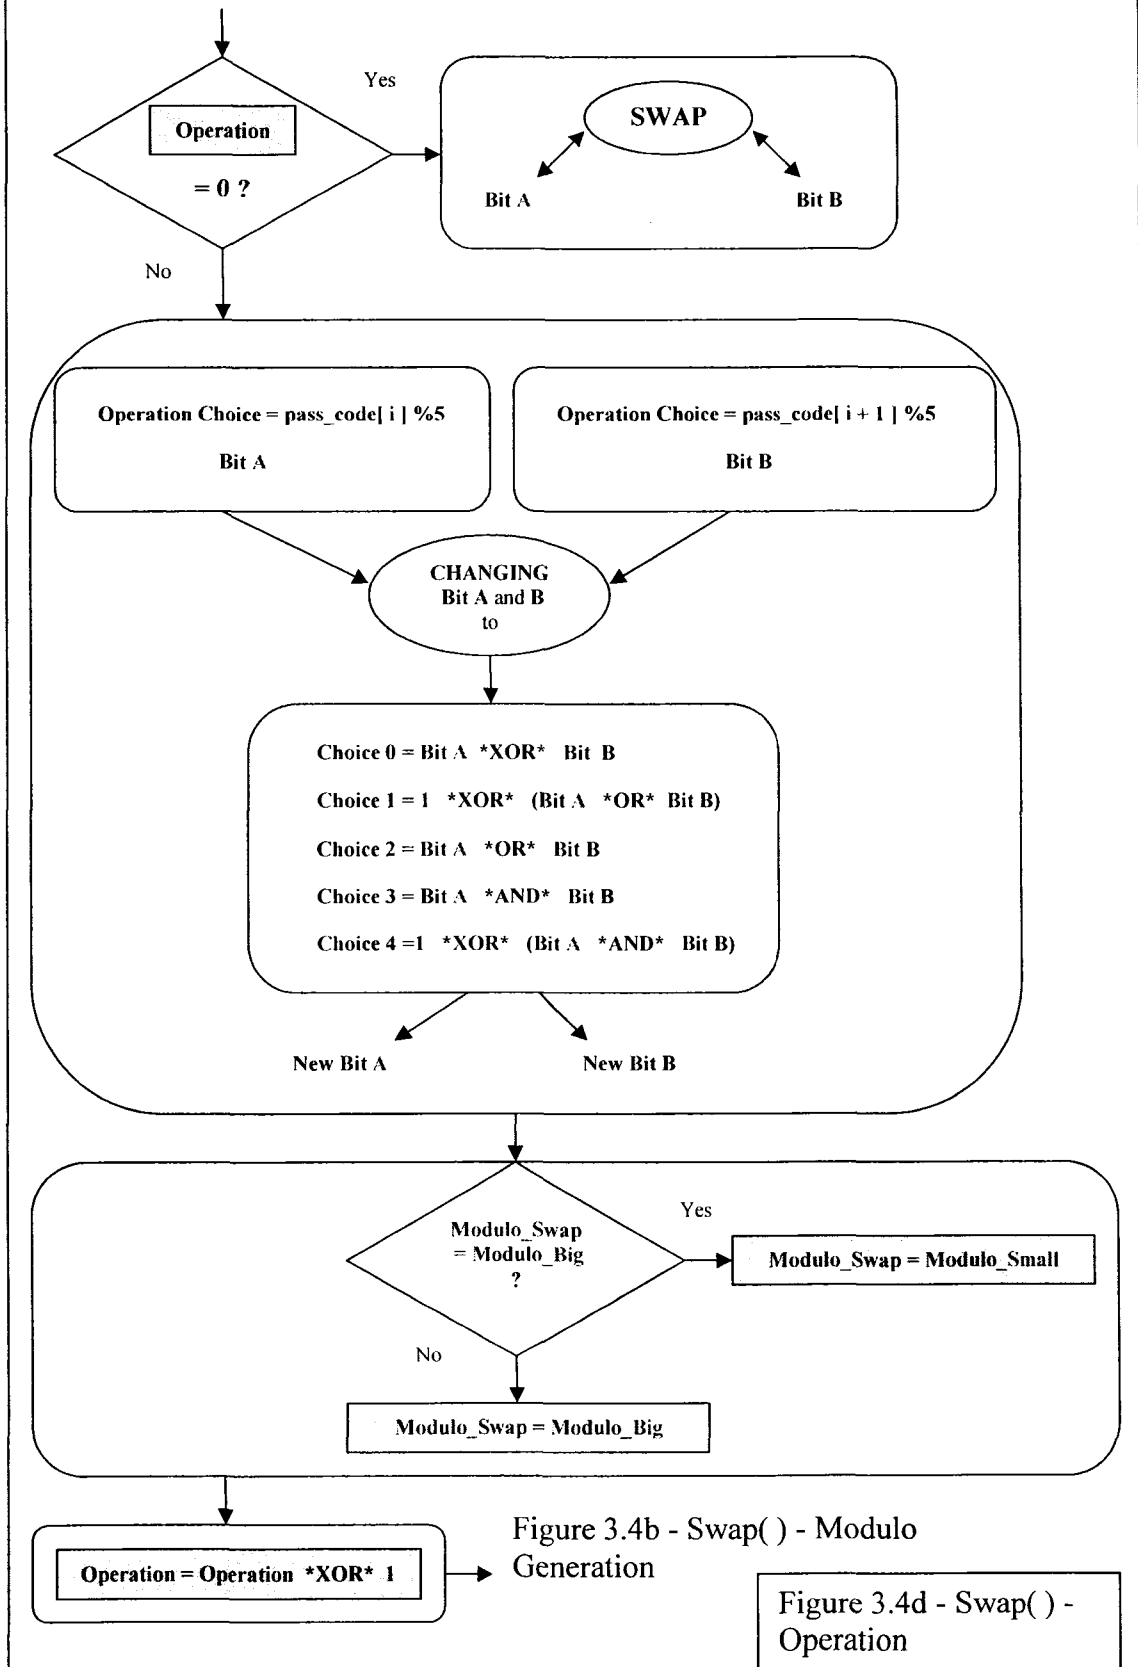 Yes
Operation
= 0 ?
SWAP
Bit A
Bit B
No
Operation Choice = pass_code[ i ] %5
Bit A
Operation Choice = pass_code[ i + 1 ] %5
Bit B
CHANGING
Bit A and B
to
Choice 0 = Bit A *XOR* Bit B
Choice 1 = 1 *XOR* (Bit A *OR* Bit B)
Choice 2 = Bit A *OR* Bit B
Choice 3 = Bit A *AND* Bit B
Choice 4 =1 *XOR* (Bit A *AND* Bit B)
New Bit A
New Bit B
Modulo_Swap
= Modulo_Big
?
Yes
Modulo_Swap = Modulo_Small
No
Modulo_Swap = Modulo_Big
Operation = Operation *XOR* 1
Figure 3.4b - Swap( ) - Modulo
Generation
Figure 3.4d - Swap( ) -
Operation